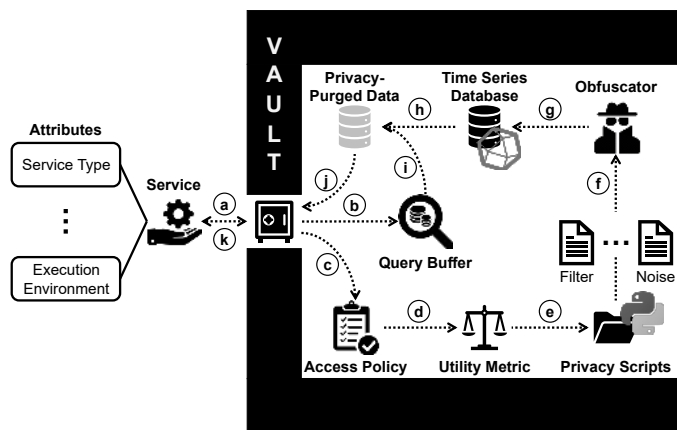 VAULT
Privacy-
Purged Data
Time Series
Database
Obfuscator
h
g
Attributes
Service Type
Service
⋮
Execution
Environment
a
k
j
i
b
f
Query Buffer
c
Filter
...
Noise
d
e
Access Policy
Utility Metric
Privacy Scripts